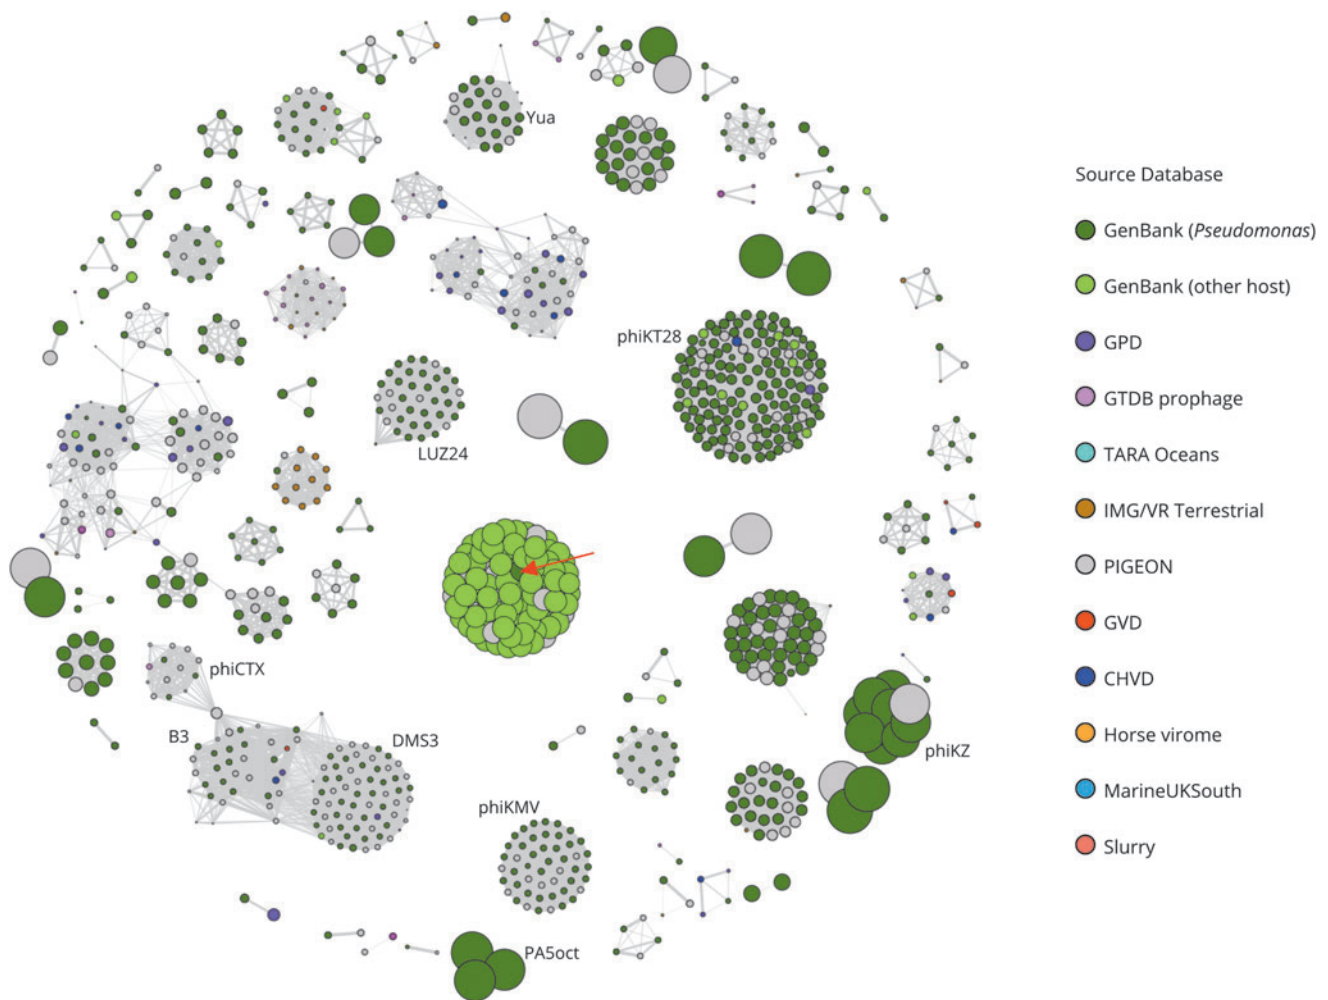 Yua
phiKT28
LUZ24
phiCTX
B3
DMS3
phiKZ
phiKMV
PA5oct
Source Database
GenBank (Pseudomonas)
GenBank (other host)
GPD
GTDB prophage
TARA Oceans
IMG/VR Terrestrial
PIGEON
GVD
CHVD
Horse virome
MarineUKSouth
Slurry